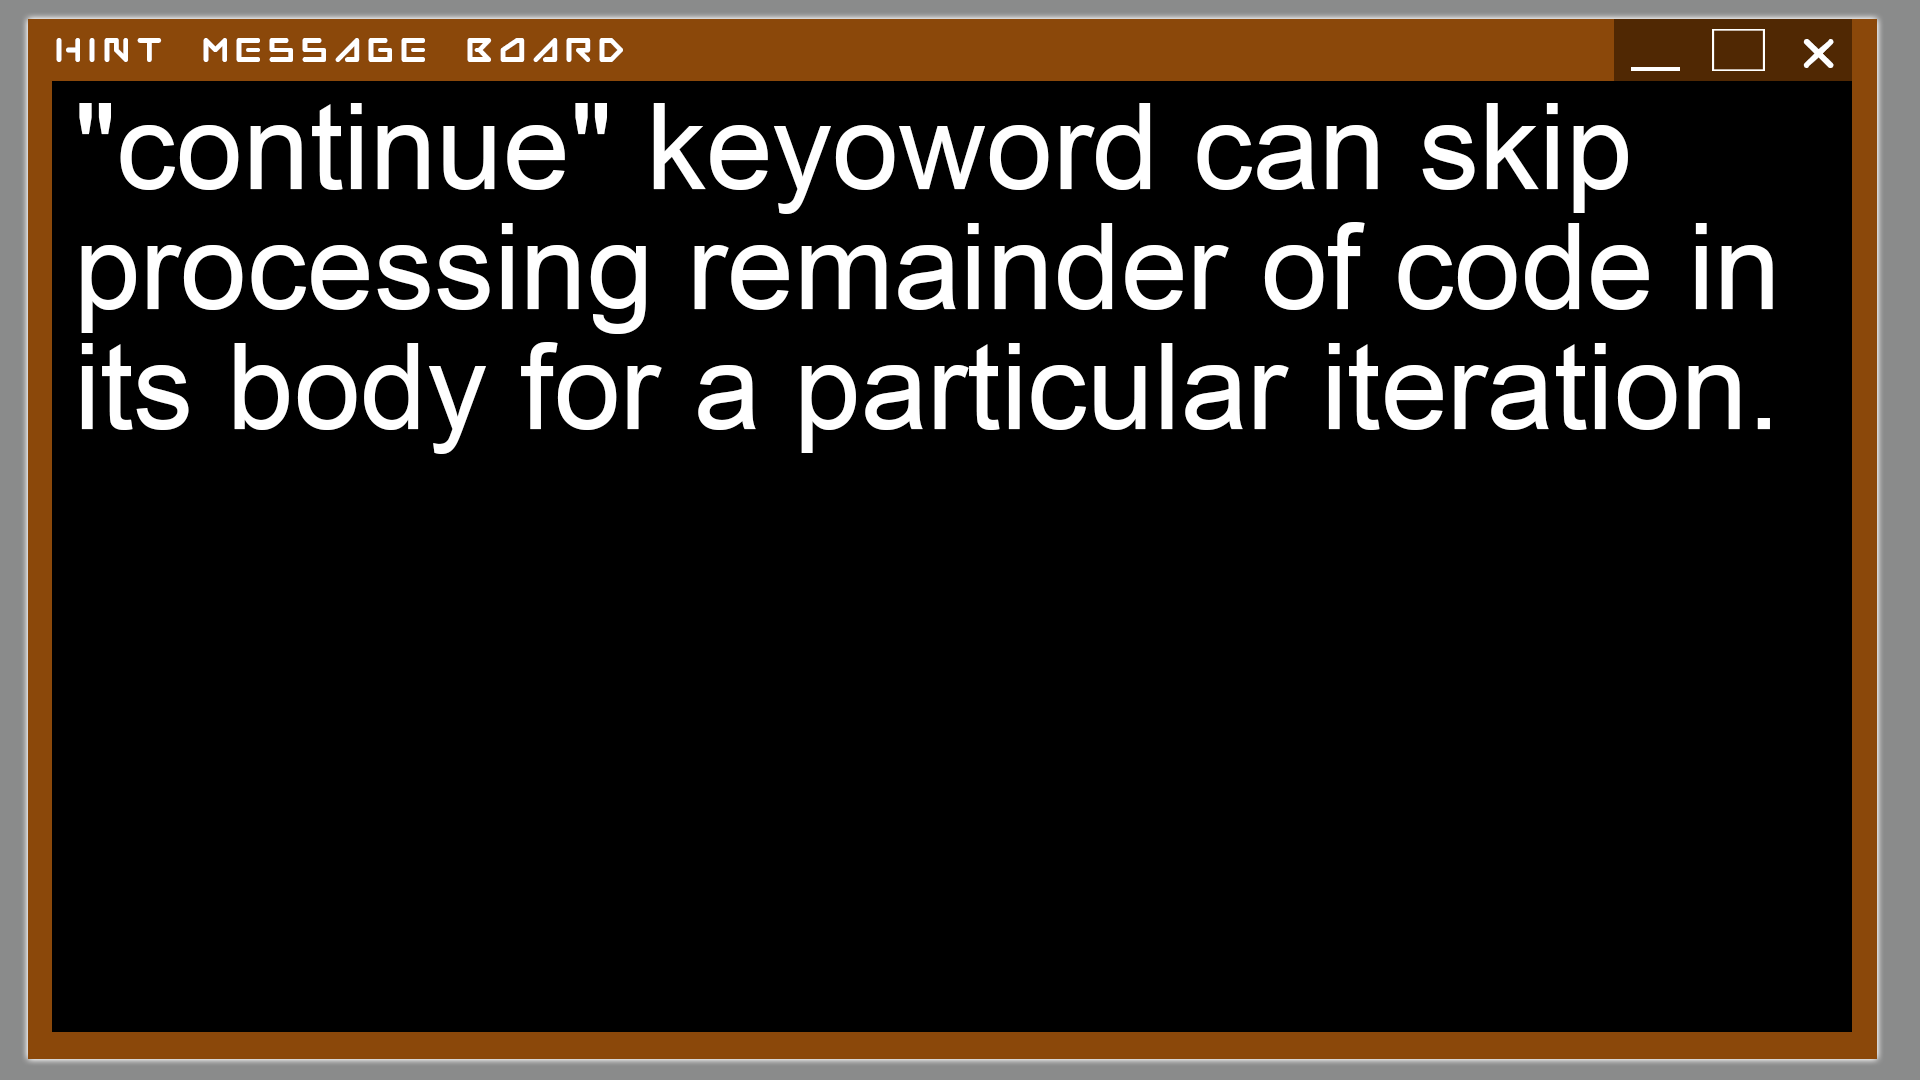 HINT MESSAGE BOARD
"continue" keyoword can skip
processing remainder of code in
its body for a particular iteration.